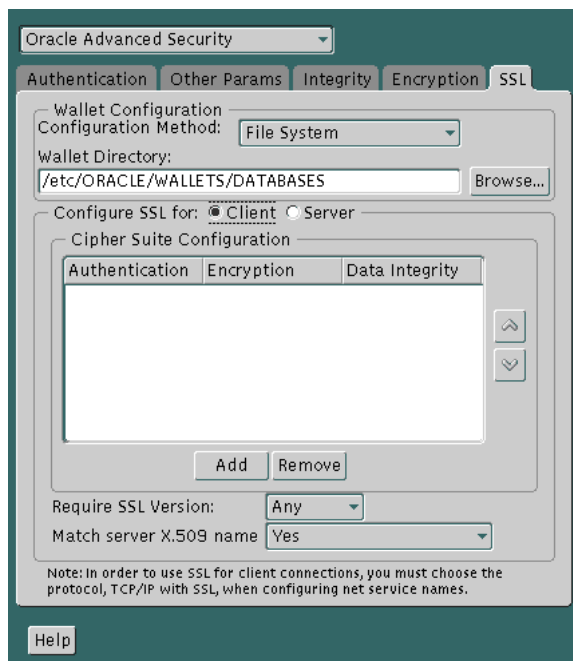 Oracle Advanced Security
Authentication Other Params Integrity Encryption SSL
Wallet Configuration
Configuration Method: File System
Wallet Directory:
/etc/ORACLE/WALLETS/DATABASES Browse...
Configure SSL for: Client Server
Cipher Suite Configuration
Authentication Encryption Data Integrity
Add Remove
Require SSL Version: Any
Match server X.509 name Yes
Note: In order to use SSL for client connections, you must choose the
protocol, TCP/IP with SSL, when configuring net service names.
Help